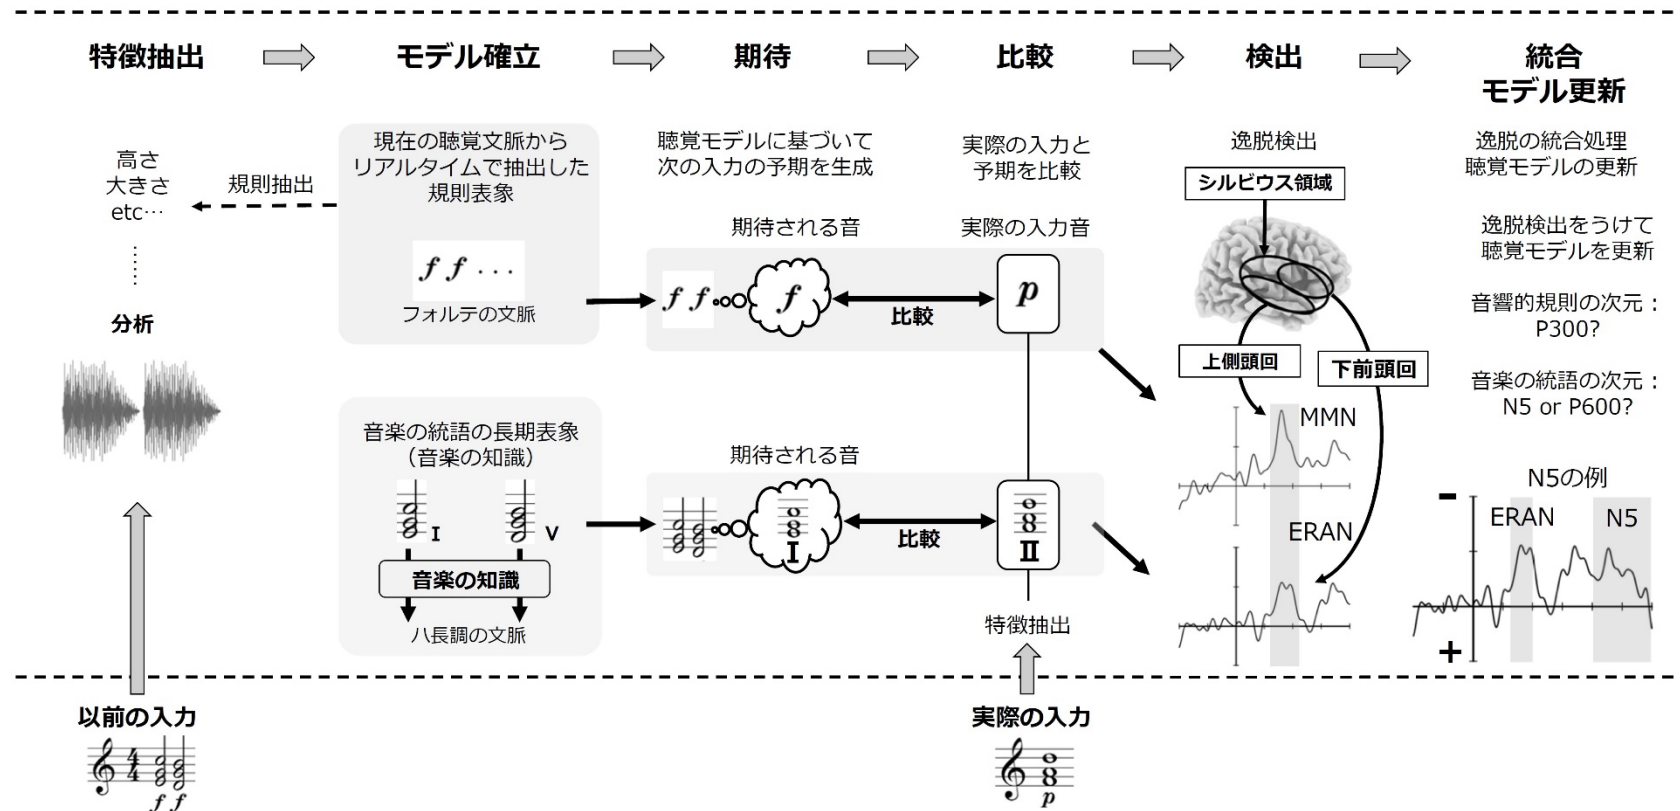 特徴抽出
モデル確立
期待
比較
検出
統合
モデル更新
高さ
大きさ
etc…
……
分析
規則抽出
現在の聴覚文脈から
リアルタイムで抽出した
規則表象
f f ・・・
フォルテの文脈
音楽の統語の長期表象
（音楽の知識）
I
V
音楽の知識
ハ長調の文脈
聴覚モデルに基づいて
次の入力の予期を生成
期待される音
f f
f
比較
期待される音
I
比較
実際の入力と
予期を比較
実際の入力音
p
II
特徴抽出
逸脱検出
シルビウス領域
上側頭回
下前頭回
MMN
ERAN
逸脱の統合処理
聴覚モデルの更新
逸脱検出をうけて
聴覚モデルを更新
音響的規則の次元：
P300?
音楽の統語の次元：
N5 or P600?
N5の例
－
ERAN
N5
＋
以前の入力
4
4
f f
実際の入力
p